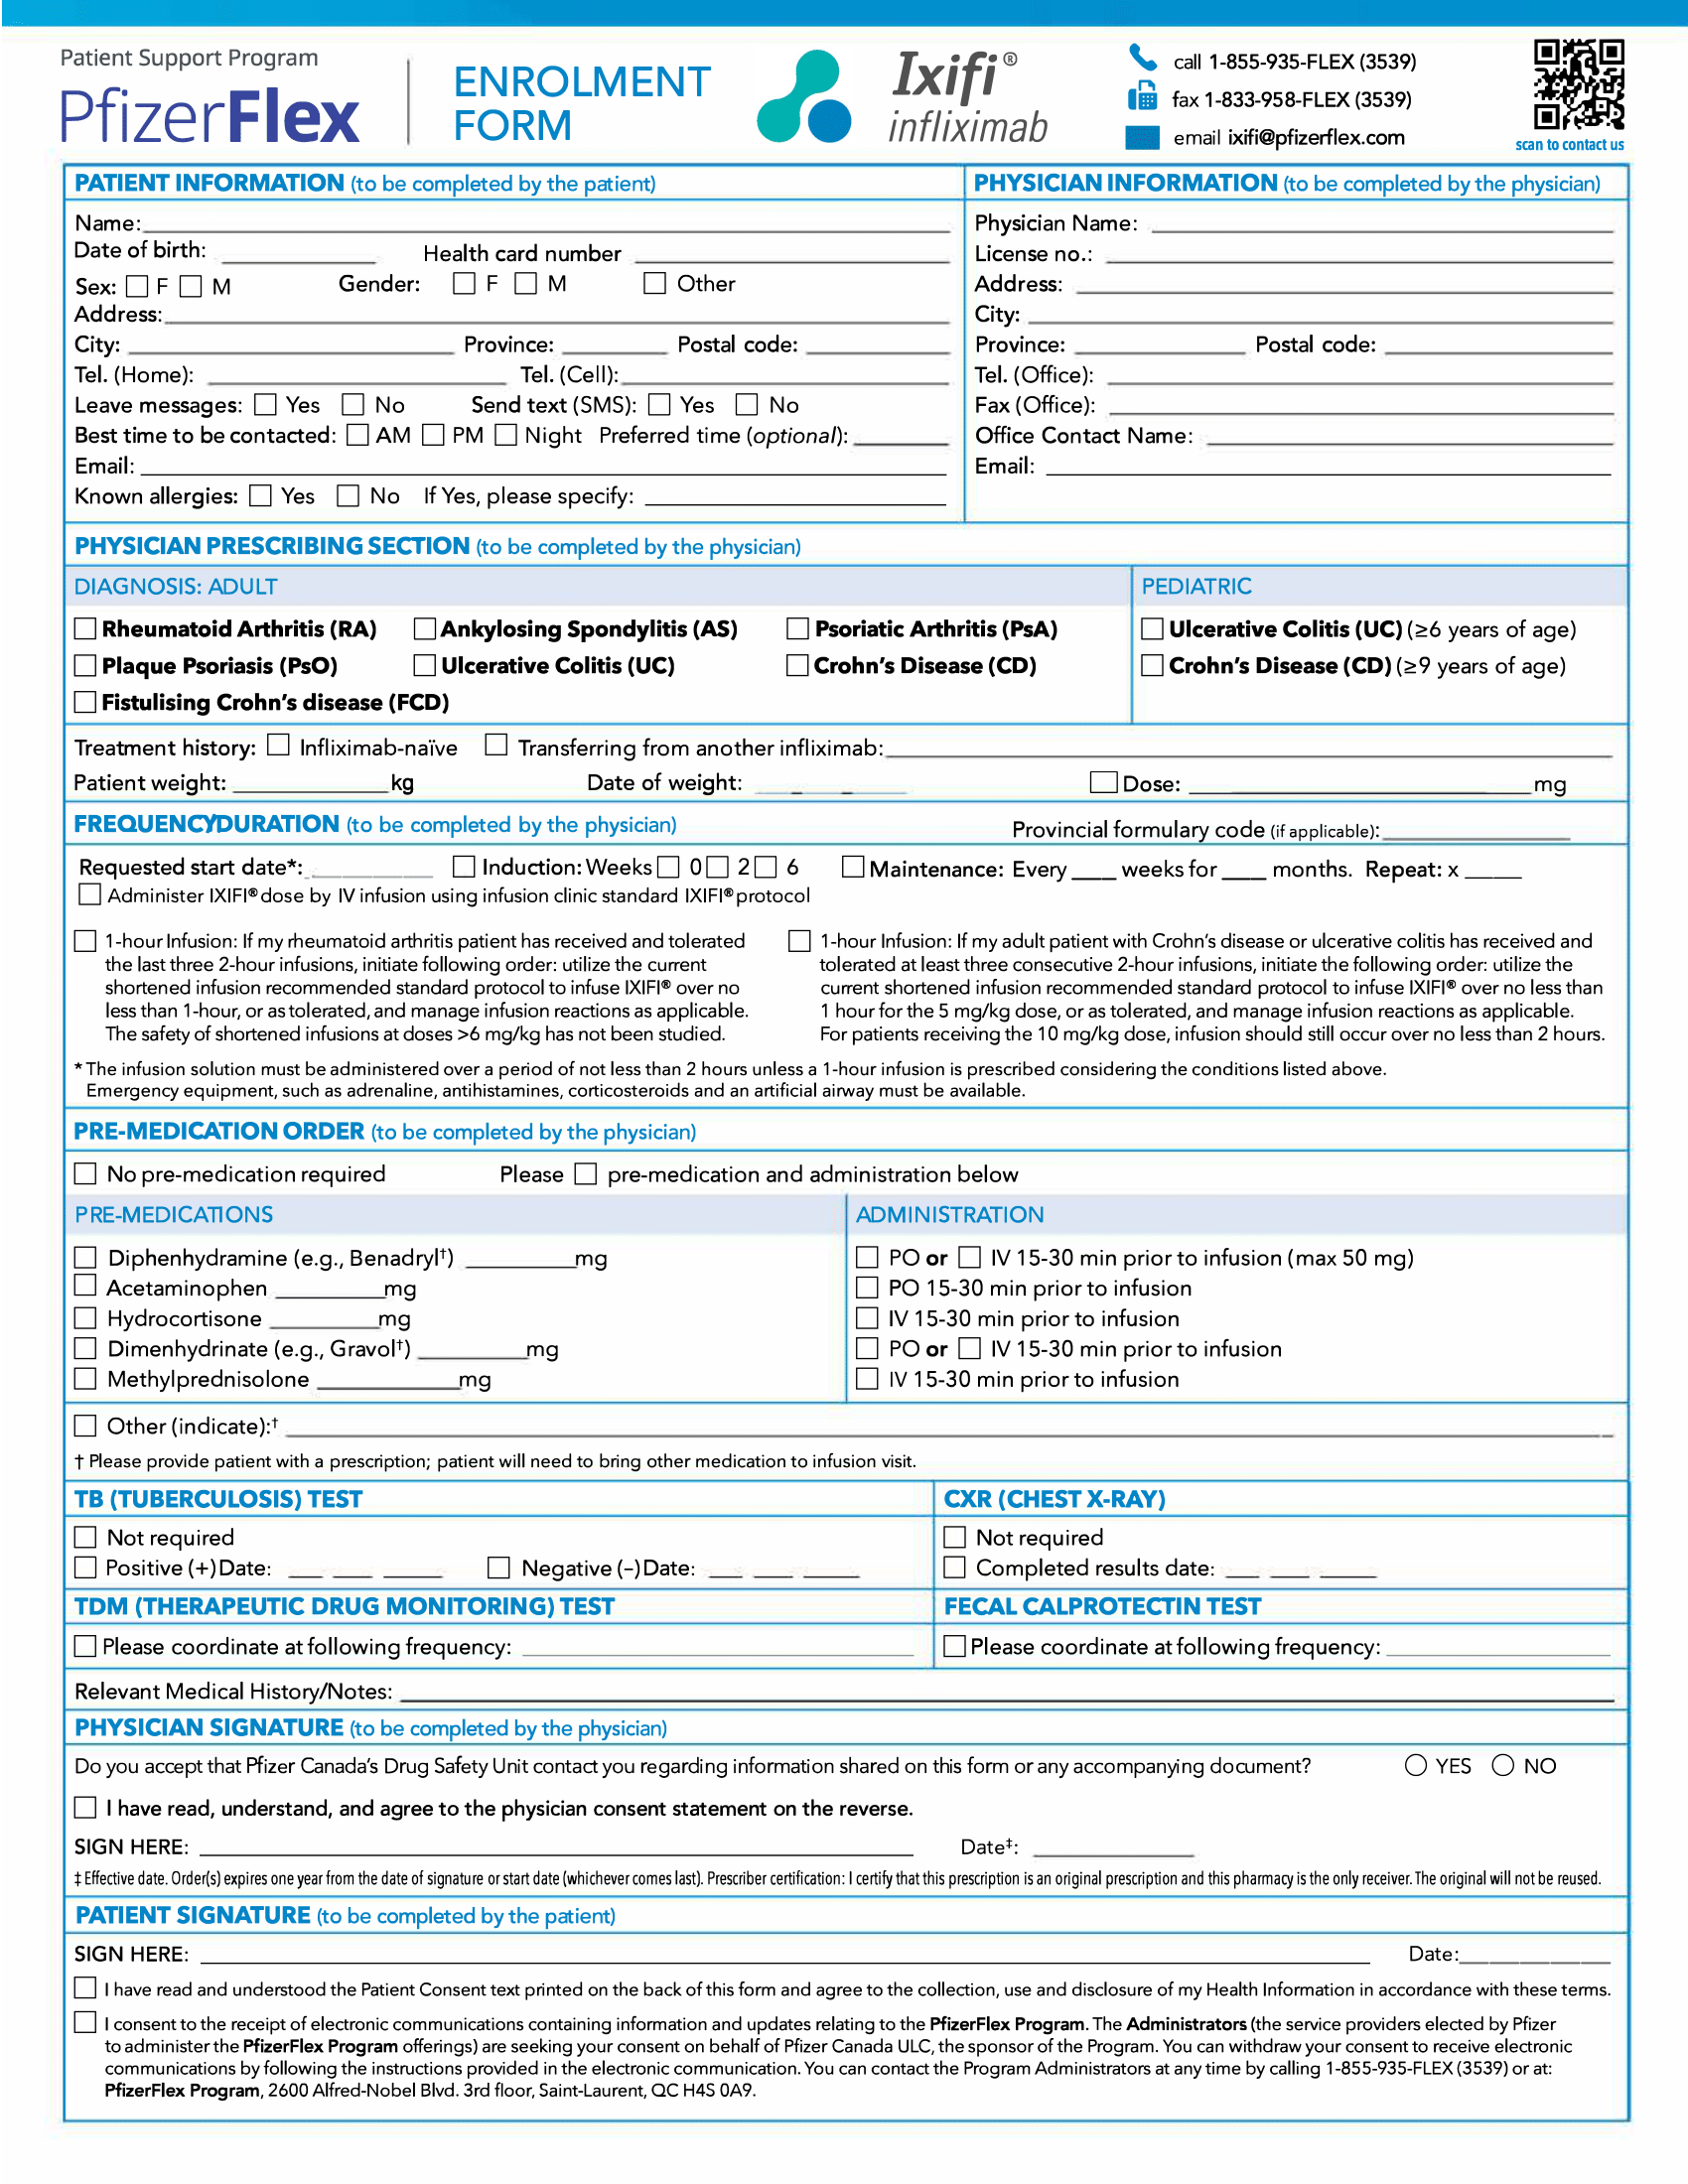 Patient Support Program
PfizerFlex
ENROLMENT
FORM
Ixifi®
infliximab
call 1-855-935-FLEX (3539)
fax 1-833-958-FLEX (3539)
email ixifi@pfizerflex.com
scan to contact us
PATIENT INFORMATION (to be completed by the patient)
Name:
Date of birth: Health card number
Sex: F M Gender: F M Other
Address:
City: Province: Postal code:
Tel. (Home): Tel. (Cell):
Leave messages: Yes No Send text (SMS): Yes No
Best time to be contacted: AM PM Night Preferred time (optional):
Email:
Known allergies: Yes No If Yes, please specify:
PHYSICIAN INFORMATION (to be completed by the physician)
Physician Name:
License no.:
Address:
City:
Province: Postal code:
Tel. (Office):
Fax (Office):
Office Contact Name:
Email:
PHYSICIAN PRESCRIBING SECTION (to be completed by the physician)
DIAGNOSIS: ADULT
Rheumatoid Arthritis (RA) Ankylosing Spondylitis (AS) Psoriatic Arthritis (PsA)
Plaque Psoriasis (PsO) Ulcerative Colitis (UC) Crohn's Disease (CD)
Fistulising Crohn's disease (FCD)
PEDIATRIC
Ulcerative Colitis (UC) (≥6 years of age)
Crohn's Disease (CD) (≥9 years of age)
Treatment history: Infliximab-naïve Transferring from another infliximab:
Patient weight: kg Date of weight: Dose: mg
FREQUENCYDURATION (to be completed by the physician) Provincial formulary code (if applicable):
Requested start date*: Induction: Weeks 0 2 6 Maintenance: Every weeks for months. Repeat: x
Administer IXIFI® dose by IV infusion using infusion clinic standard IXIFI® protocol
1-hour Infusion: If my rheumatoid arthritis patient has received and tolerated
the last three 2-hour infusions, initiate following order: utilize the current
shortened infusion recommended standard protocol to infuse IXIFI® over no
less than 1-hour, or as tolerated, and manage infusion reactions as applicable.
The safety of shortened infusions at doses >6 mg/kg has not been studied.
1-hour Infusion: If my adult patient with Crohn's disease or ulcerative colitis has received and
tolerated at least three consecutive 2-hour infusions, initiate the following order: utilize the
current shortened infusion recommended standard protocol to infuse IXIFI® over no less than
1 hour for the 5 mg/kg dose, or as tolerated, and manage infusion reactions as applicable.
For patients receiving the 10 mg/kg dose, infusion should still occur over no less than 2 hours.
* The infusion solution must be administered over a period of not less than 2 hours unless a 1-hour infusion is prescribed considering the conditions listed above.
Emergency equipment, such as adrenaline, antihistamines, corticosteroids and an artificial airway must be available.
PRE-MEDICATION ORDER (to be completed by the physician)
No pre-medication required Please pre-medication and administration below
PRE-MEDICATIONS
Diphenhydramine (e.g., Benadryl†) mg
Acetaminophen mg
Hydrocortisone mg
Dimenhydrinate (e.g., Gravol†) mg
Methylprednisolone mg
ADMINISTRATION
PO or IV 15-30 min prior to infusion (max 50 mg)
PO 15-30 min prior to infusion
IV 15-30 min prior to infusion
PO or IV 15-30 min prior to infusion
IV 15-30 min prior to infusion
Other (indicate):†
† Please provide patient with a prescription; patient will need to bring other medication to infusion visit.
TB (TUBERCULOSIS) TEST
Not required
Positive (+) Date: Negative (–) Date:
CXR (CHEST X-RAY)
Not required
Completed results date:
TDM (THERAPEUTIC DRUG MONITORING) TEST
Please coordinate at following frequency:
FECAL CALPROTECTIN TEST
Please coordinate at following frequency:
Relevant Medical History/Notes:
PHYSICIAN SIGNATURE (to be completed by the physician)
Do you accept that Pfizer Canada's Drug Safety Unit contact you regarding information shared on this form or any accompanying document? YES NO
I have read, understand, and agree to the physician consent statement on the reverse.
SIGN HERE: Date‡:
‡ Effective date. Order(s) expires one year from the date of signature or start date (whichever comes last). Prescriber certification: I certify that this prescription is an original prescription and this pharmacy is the only receiver. The original will not be reused.
PATIENT SIGNATURE (to be completed by the patient)
SIGN HERE: Date:
I have read and understood the Patient Consent text printed on the back of this form and agree to the collection, use and disclosure of my Health Information in accordance with these terms.
I consent to the receipt of electronic communications containing information and updates relating to the PfizerFlex Program. The Administrators (the service providers elected by Pfizer
to administer the PfizerFlex Program offerings) are seeking your consent on behalf of Pfizer Canada ULC, the sponsor of the Program. You can withdraw your consent to receive electronic
communications by following the instructions provided in the electronic communication. You can contact the Program Administrators at any time by calling 1-855-935-FLEX (3539) or at:
PfizerFlex Program, 2600 Alfred-Nobel Blvd. 3rd floor, Saint-Laurent, QC H4S 0A9.